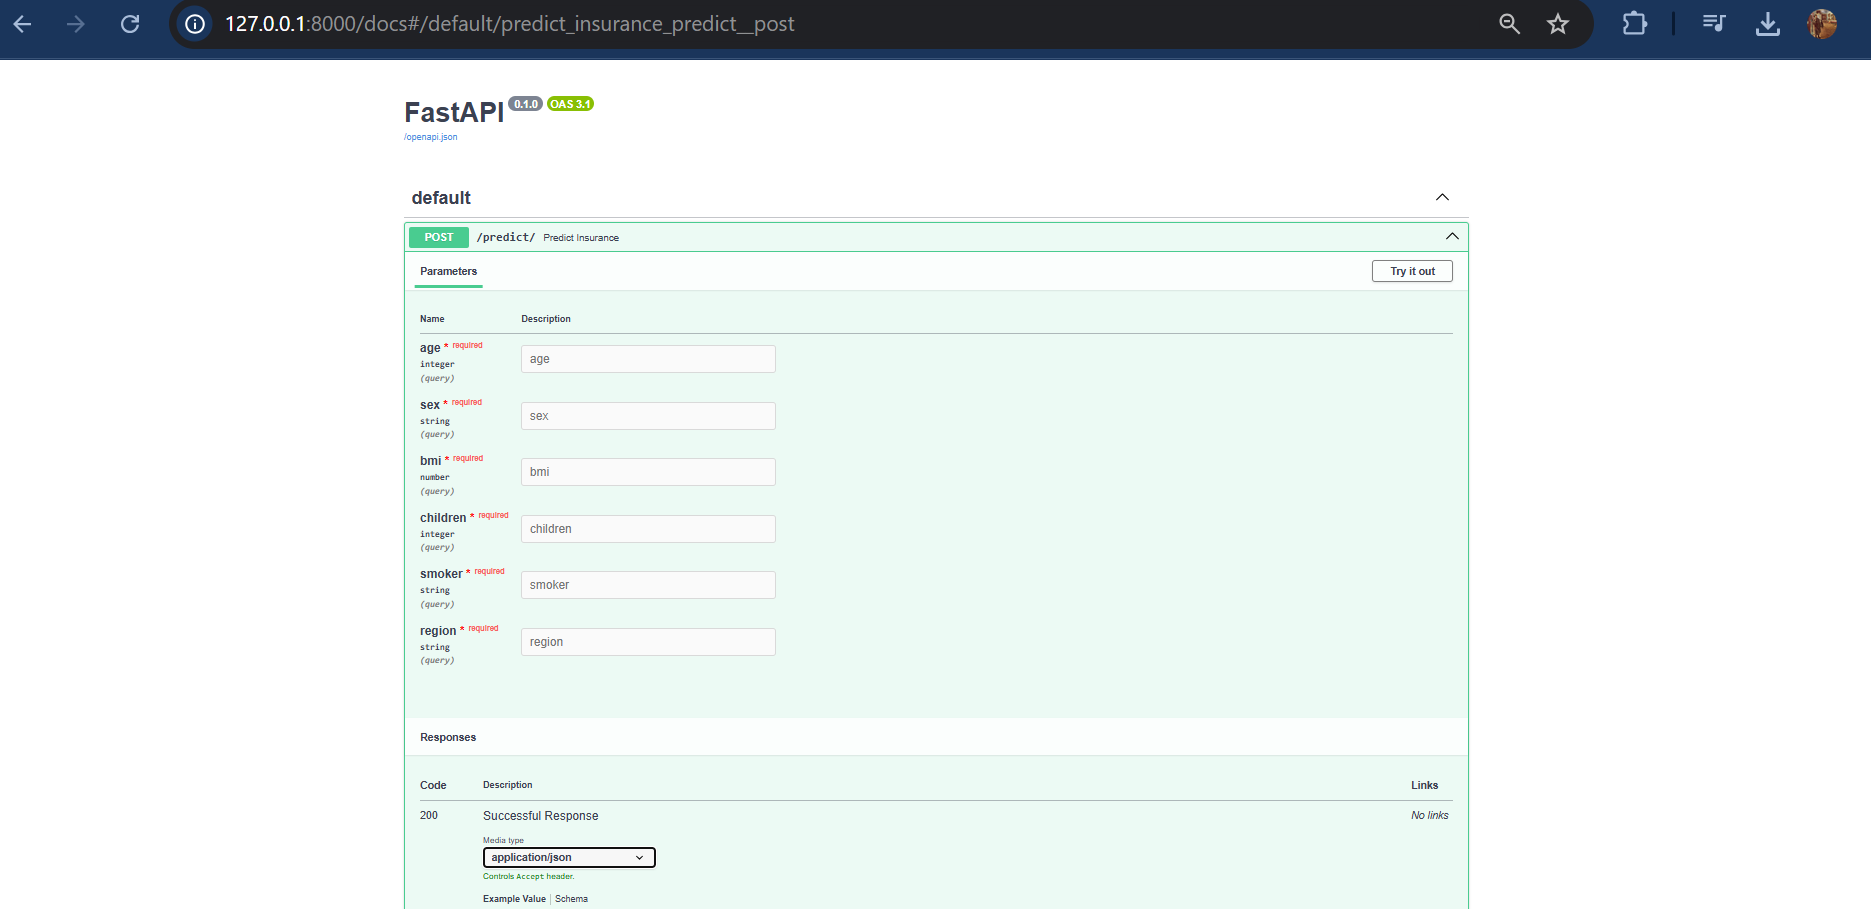 127.0.0.1:8000/docs#/default/predict_insurance_predict__post
FastAPI 0.1.0 OAS 3.1
/openapi.json
default
POST /predict/ Predict Insurance
Parameters
Try it out
Name Description
age * required
integer
(query)
age
sex * required
string
(query)
sex
bmi * required
number
(query)
bmi
children * required
integer
(query)
children
smoker * required
string
(query)
smoker
region * required
string
(query)
region
Responses
Code Description Links
200 Successful Response No links
Media type
application/json
Controls Accept header.
Example Value | Schema